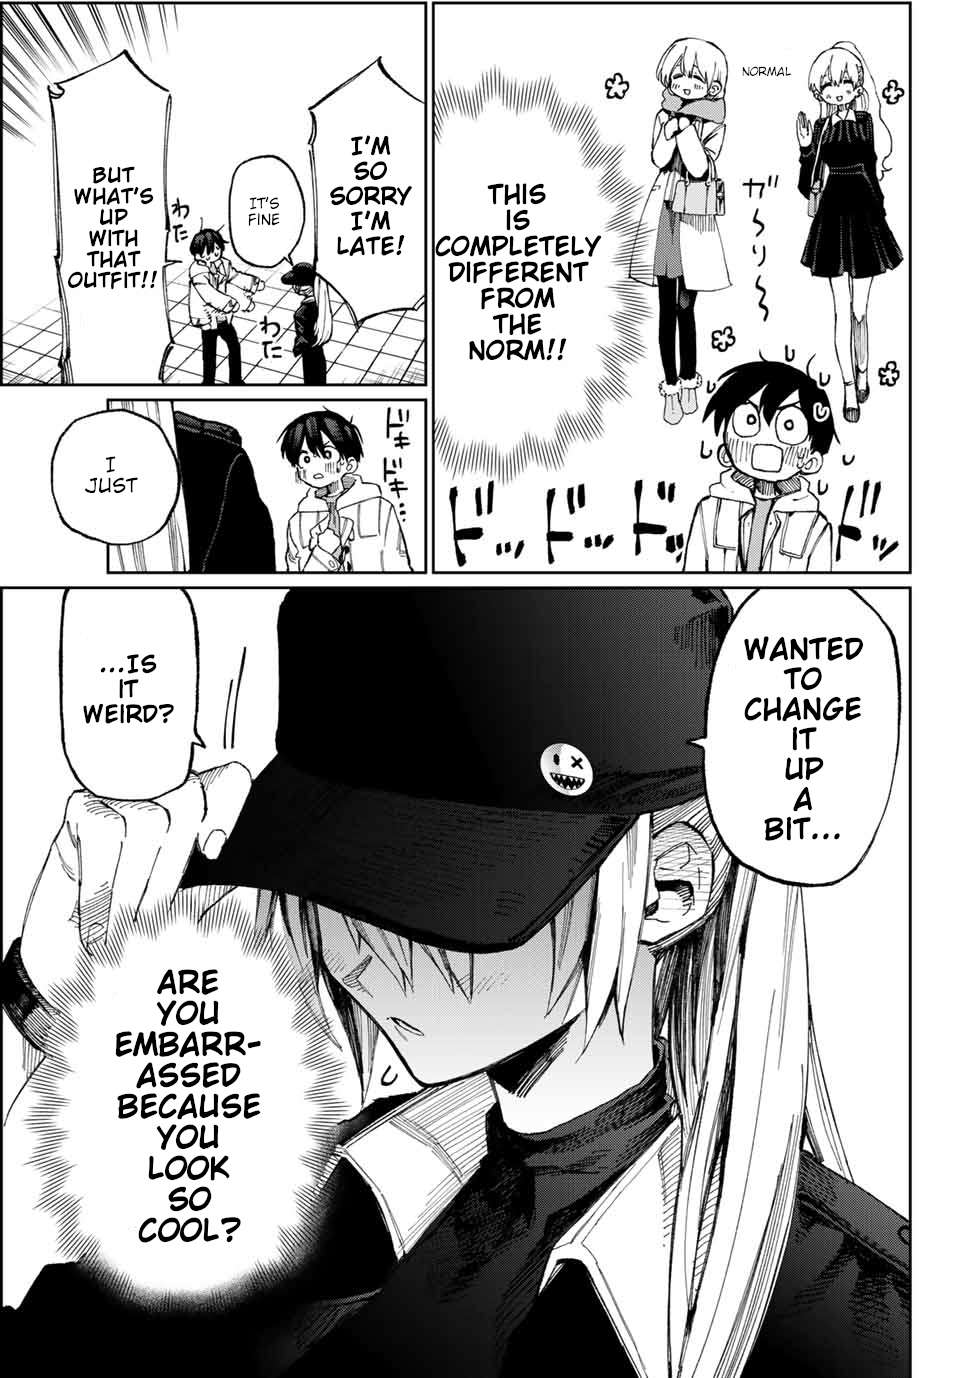 NORMAL
THIS
IS
COMPLETELY
DIFFERENT
FROM
THE
NORM!!
ガ〜リ〜
ドッドッドッドッ
I'M
SO
SORRY
I'M
LATE!
IT'S
FINE
BUT
WHAT'S
UP
WITH
THAT
OUTFIT!!
わた
わた
ドキ
ドキ...
I
JUST
WANTED
TO
CHANGE
IT
UP
A
BIT...
...IS
IT
WEIRD?
ARE
YOU
EMBARR-
ASSED
BECAUSE
YOU
LOOK
SO
COOL?